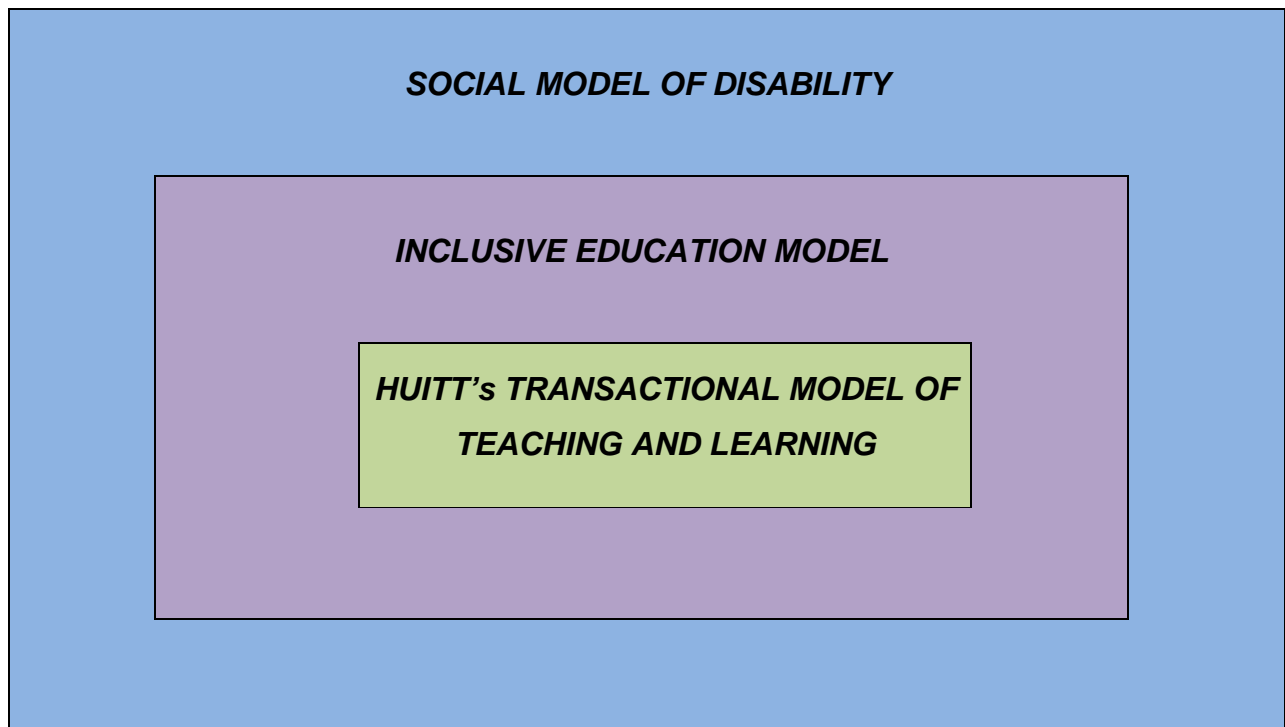 SOCIAL MODEL OF DISABILITY
INCLUSIVE EDUCATION MODEL
HUITT's TRANSACTIONAL MODEL OF
TEACHING AND LEARNING